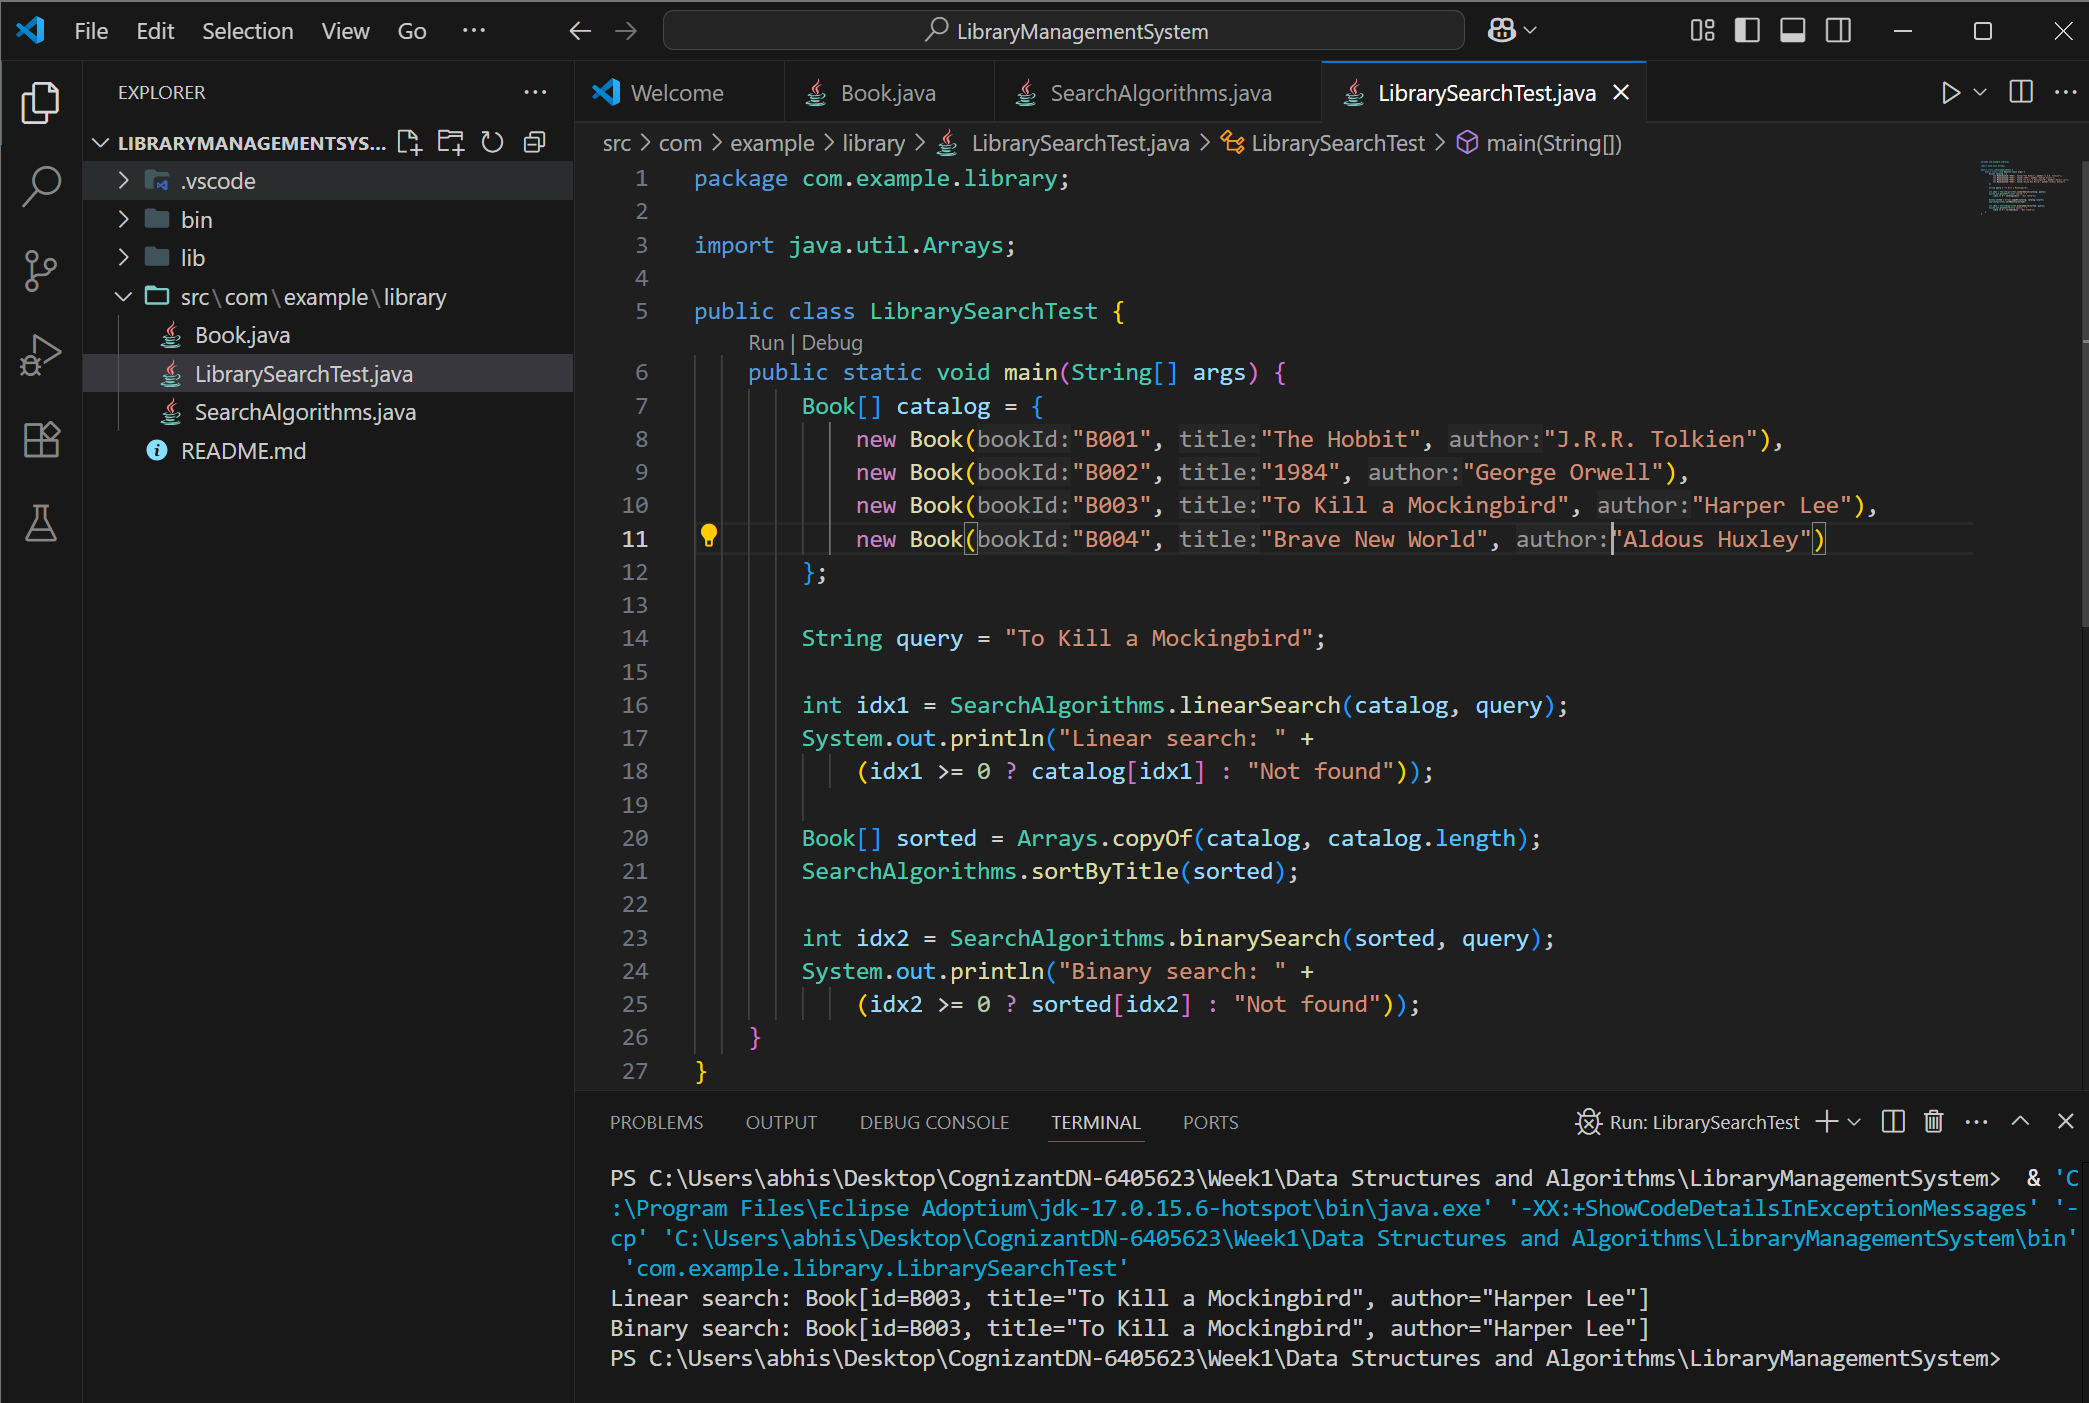 File Edit Selection View Go ··· LibraryManagementSystem
EXPLORER
LIBRARYMANAGEMENTSYS...
.vscode
bin
lib
src\com\example\library
Book.java
LibrarySearchTest.java
SearchAlgorithms.java
README.md
Welcome Book.java SearchAlgorithms.java LibrarySearchTest.java
src > com > example > library > LibrarySearchTest.java > LibrarySearchTest > main(String[])
1 package com.example.library;
2
3 import java.util.Arrays;
4
5 public class LibrarySearchTest {
Run | Debug
6 public static void main(String[] args) {
7 Book[] catalog = {
8 new Book(bookId:"B001", title:"The Hobbit", author:"J.R.R. Tolkien"),
9 new Book(bookId:"B002", title:"1984", author:"George Orwell"),
10 new Book(bookId:"B003", title:"To Kill a Mockingbird", author:"Harper Lee"),
11 new Book(bookId:"B004", title:"Brave New World", author:"Aldous Huxley")
12 };
13
14 String query = "To Kill a Mockingbird";
15
16 int idx1 = SearchAlgorithms.linearSearch(catalog, query);
17 System.out.println("Linear search: " +
18 (idx1 >= 0 ? catalog[idx1] : "Not found"));
19
20 Book[] sorted = Arrays.copyOf(catalog, catalog.length);
21 SearchAlgorithms.sortByTitle(sorted);
22
23 int idx2 = SearchAlgorithms.binarySearch(sorted, query);
24 System.out.println("Binary search: " +
25 (idx2 >= 0 ? sorted[idx2] : "Not found"));
26 }
27 }
PROBLEMS OUTPUT DEBUG CONSOLE TERMINAL PORTS Run: LibrarySearchTest
PS C:\Users\abhis\Desktop\CognizantDN-6405623\Week1\Data Structures and Algorithms\LibraryManagementSystem>  & 'C
:\Program Files\Eclipse Adoptium\jdk-17.0.15.6-hotspot\bin\java.exe' '-XX:+ShowCodeDetailsInExceptionMessages' '-
cp' 'C:\Users\abhis\Desktop\CognizantDN-6405623\Week1\Data Structures and Algorithms\LibraryManagementSystem\bin'
'com.example.library.LibrarySearchTest'
Linear search: Book[id=B003, title="To Kill a Mockingbird", author="Harper Lee"]
Binary search: Book[id=B003, title="To Kill a Mockingbird", author="Harper Lee"]
PS C:\Users\abhis\Desktop\CognizantDN-6405623\Week1\Data Structures and Algorithms\LibraryManagementSystem>